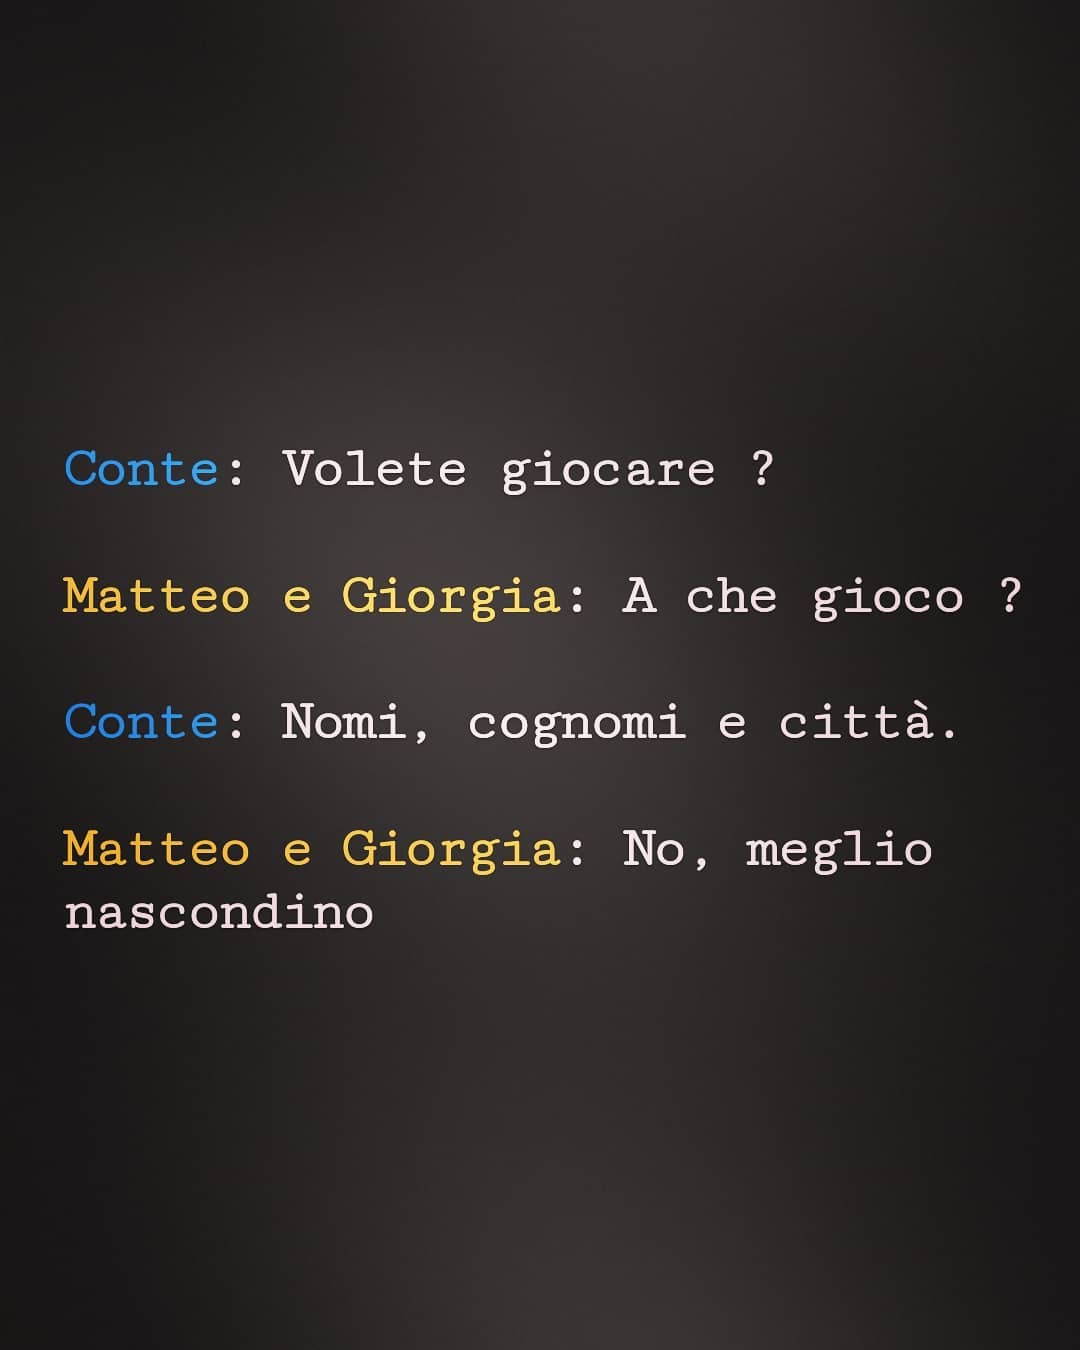 Conte: Volete giocare ?
Matteo e Giorgia: A che gioco ?
Conte: Nomi, cognomi e città.
Matteo e Giorgia: No, meglio
nascondino